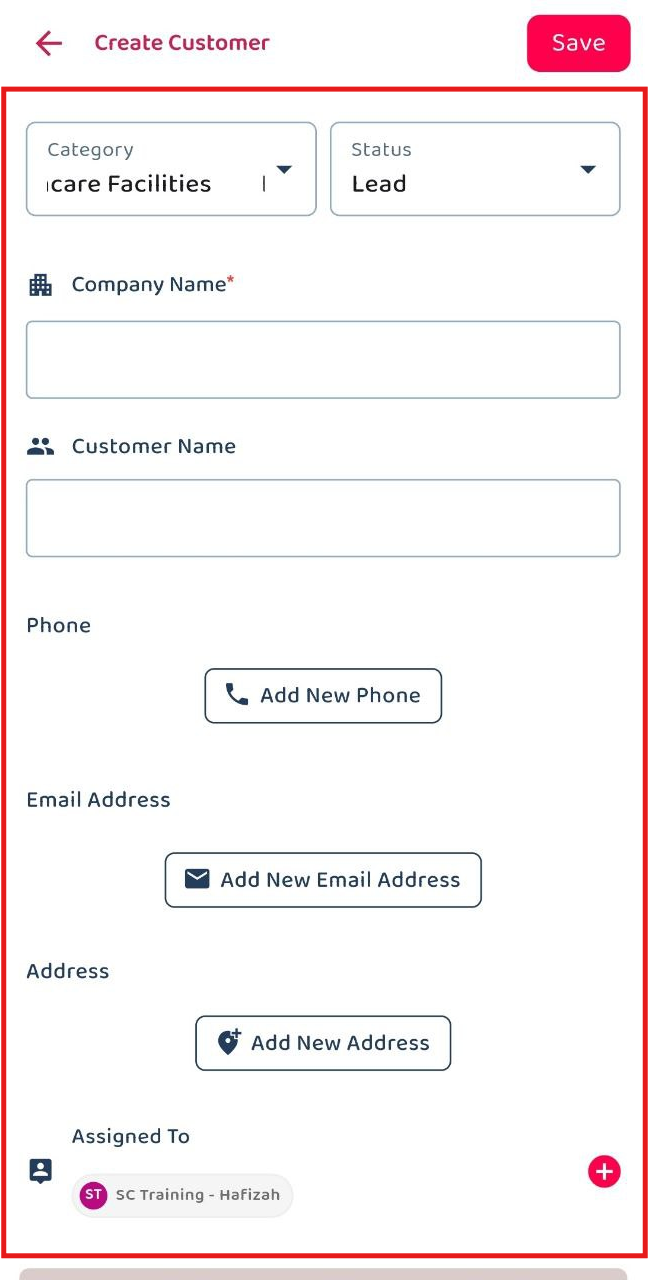 Create Customer
Save
Category
Status
care Facilities
Lead
Company Name*
Customer Name
Phone
Add New Phone
Email Address
Add New Email Address
Address
Add New Address
Assigned To
ST SC Training - Hafizah